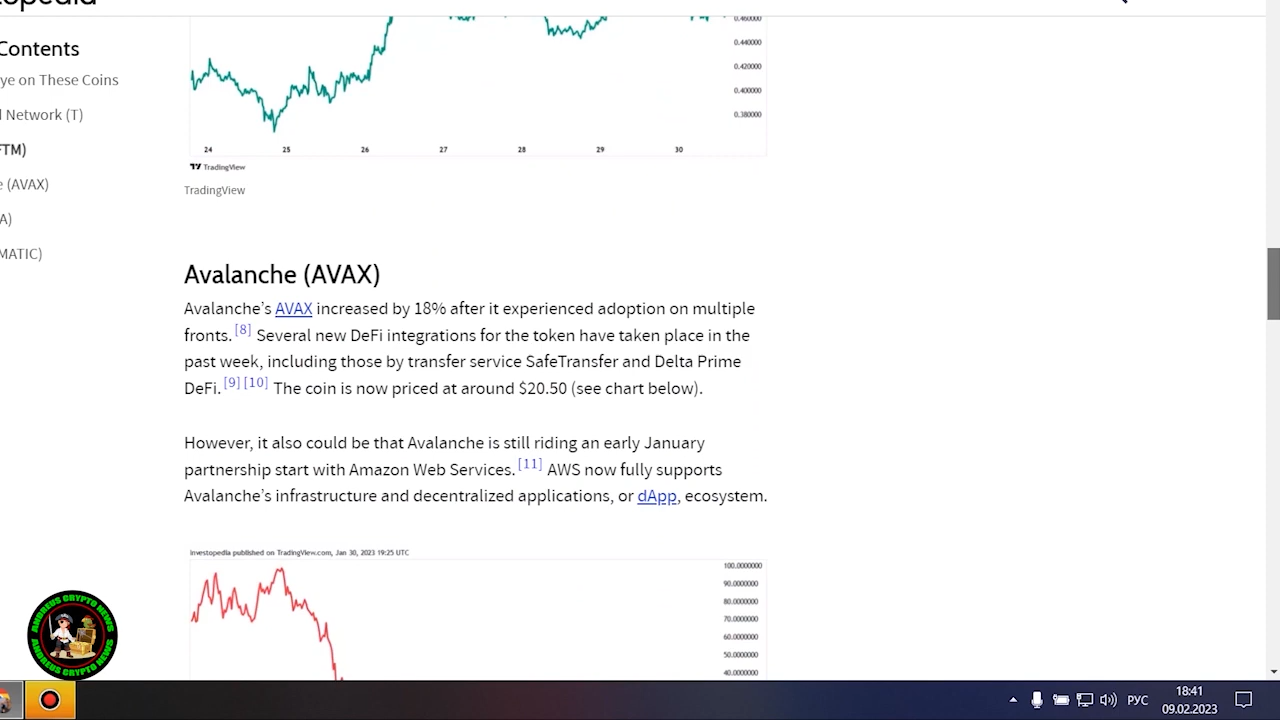 opedia
Contents
ye on These Coins
l Network (T)
FTM)
e (AVAX)
A)
MATIC)
0.460000
0.440000
0.420000
0.400000
0.380000
24 25 26 27 28 29 30
TradingView
TradingView
Avalanche (AVAX)
Avalanche’s AVAX increased by 18% after it experienced adoption on multiple
fronts. [8] Several new DeFi integrations for the token have taken place in the
past week, including those by transfer service SafeTransfer and Delta Prime
DeFi. [9] [10] The coin is now priced at around $20.50 (see chart below).
However, it also could be that Avalanche is still riding an early January
partnership start with Amazon Web Services. [11] AWS now fully supports
Avalanche’s infrastructure and decentralized applications, or dApp, ecosystem.
Investopedia published on TradingView.com, Jan 30, 2023 19:25 UTC
100.0000000
90.0000000
80.0000000
70.0000000
60.0000000
50.0000000
40.0000000
ANDREUS CRYPTO NEWS
ANDREUS CRYPTO NEWS
РУС
18:41
09.02.2023